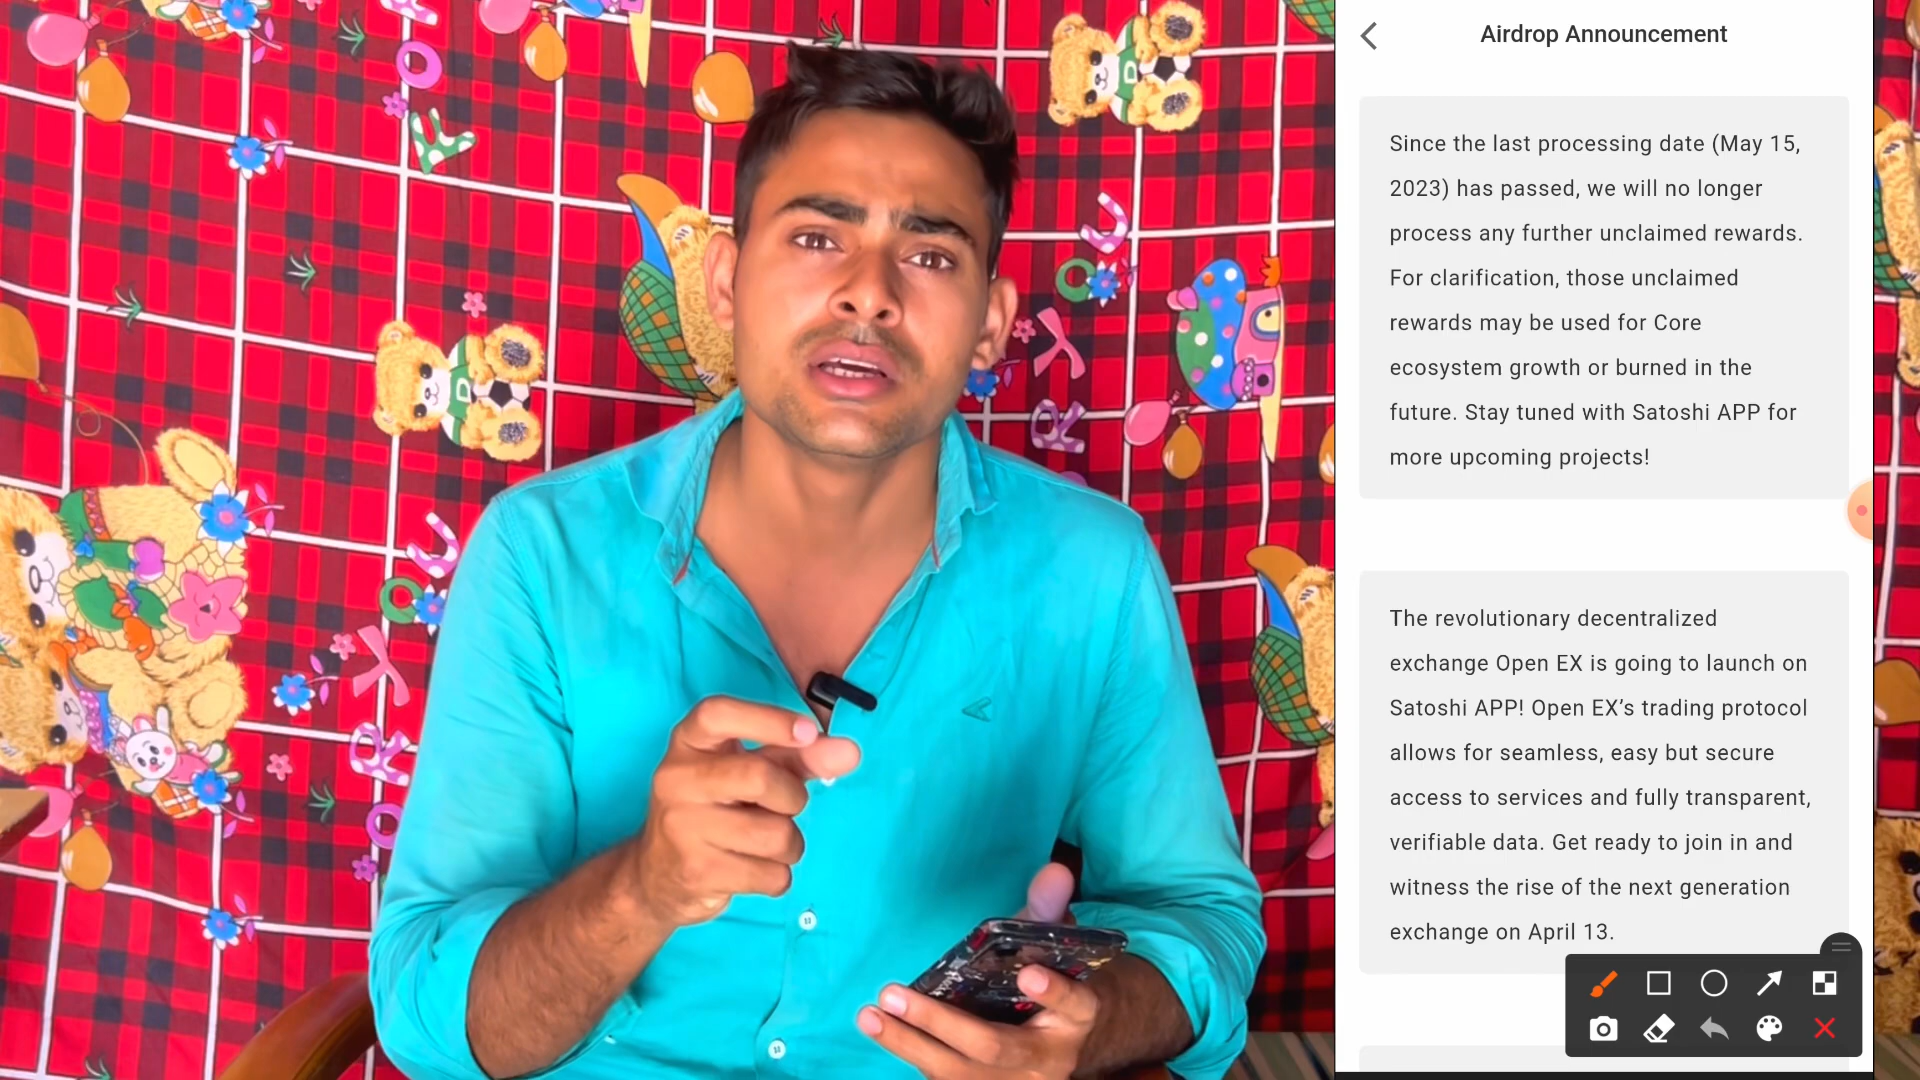 Airdrop Announcement
Since the last processing date (May 15,
2023) has passed, we will no longer
process any further unclaimed rewards.
For clarification, those unclaimed
rewards may be used for Core
ecosystem growth or burned in the
future. Stay tuned with Satoshi APP for
more upcoming projects!
The revolutionary decentralized
exchange Open EX is going to launch on
Satoshi APP! Open EX’s trading protocol
allows for seamless, easy but secure
access to services and fully transparent,
verifiable data. Get ready to join in and
witness the rise of the next generation
exchange on April 13.